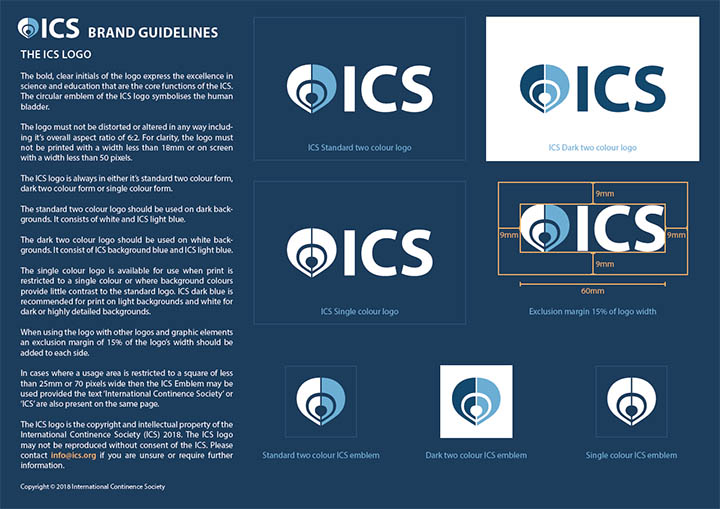 ICS BRAND GUIDELINES
THE ICS LOGO
The bold, clear initials of the logo express the excellence in
science and education that are the core functions of the ICS.
The circular emblem of the ICS logo symbolises the human
bladder.
The logo must not be distorted or altered in any way includ-
ing it's overall aspect ratio of 6:2. For clarity, the logo must
not be printed with a width less than 18mm or on screen
with a width less than 50 pixels.
The ICS logo is always in either it's standard two colour form,
dark two colour form or single colour form.
The standard two colour logo should be used on dark back-
grounds. It consists of white and ICS light blue.
The dark two colour logo should be used on white back-
grounds. It consist of ICS background blue and ICS light blue.
The single colour logo is available for use when print is
restricted to a single colour or where background colours
provide little contrast to the standard logo. ICS dark blue is
recommended for print on light backgrounds and white for
dark or highly detailed backgrounds.
When using the logo with other logos and graphic elements
an exclusion margin of 15% of the logo's width should be
added to each side.
In cases where a usage area is restricted to a square of less
than 25mm or 70 pixels wide then the ICS Emblem may be
used provided the text 'International Continence Society' or
'ICS' are also present on the same page.
The ICS logo is the copyright and intellectual property of the
International Continence Society (ICS) 2018. The ICS logo
may not be reproduced without consent of the ICS. Please
contact info@ics.org if you are unsure or require further
information.
Copyright © 2018 International Continence Society
ICS
ICS Standard two colour logo
ICS
ICS Dark two colour logo
ICS
ICS Single colour logo
9mm
9mm ICS 9mm
9mm
60mm
Exclusion margin 15% of logo width
Standard two colour ICS emblem
Dark two colour ICS emblem
Single colour ICS emblem